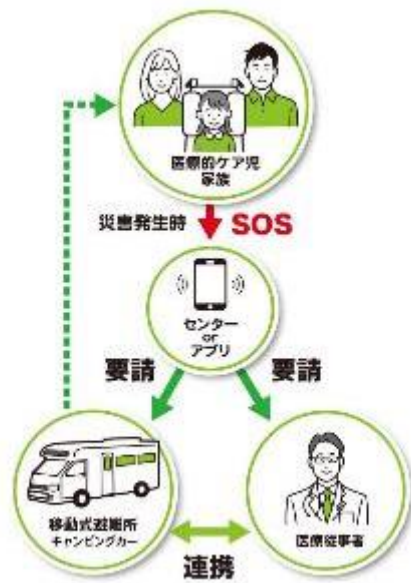 医療的ケア児
家族
災害発生時
SOS
センター
or
アプリ
要請
要請
移動式避難所
キャンピングカー
医療従事者
連携